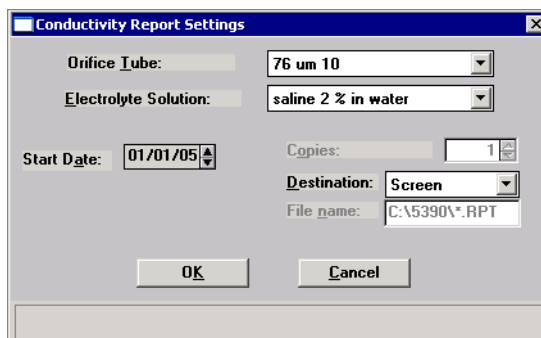 Conductivity Report Settings
Orifice Tube: 76 um 10
Electrolyte Solution: saline 2 % in water
Start Date: 01/01/05
Copies: 1
Destination: Screen
File name: C:\5390\*.RPT
OK Cancel